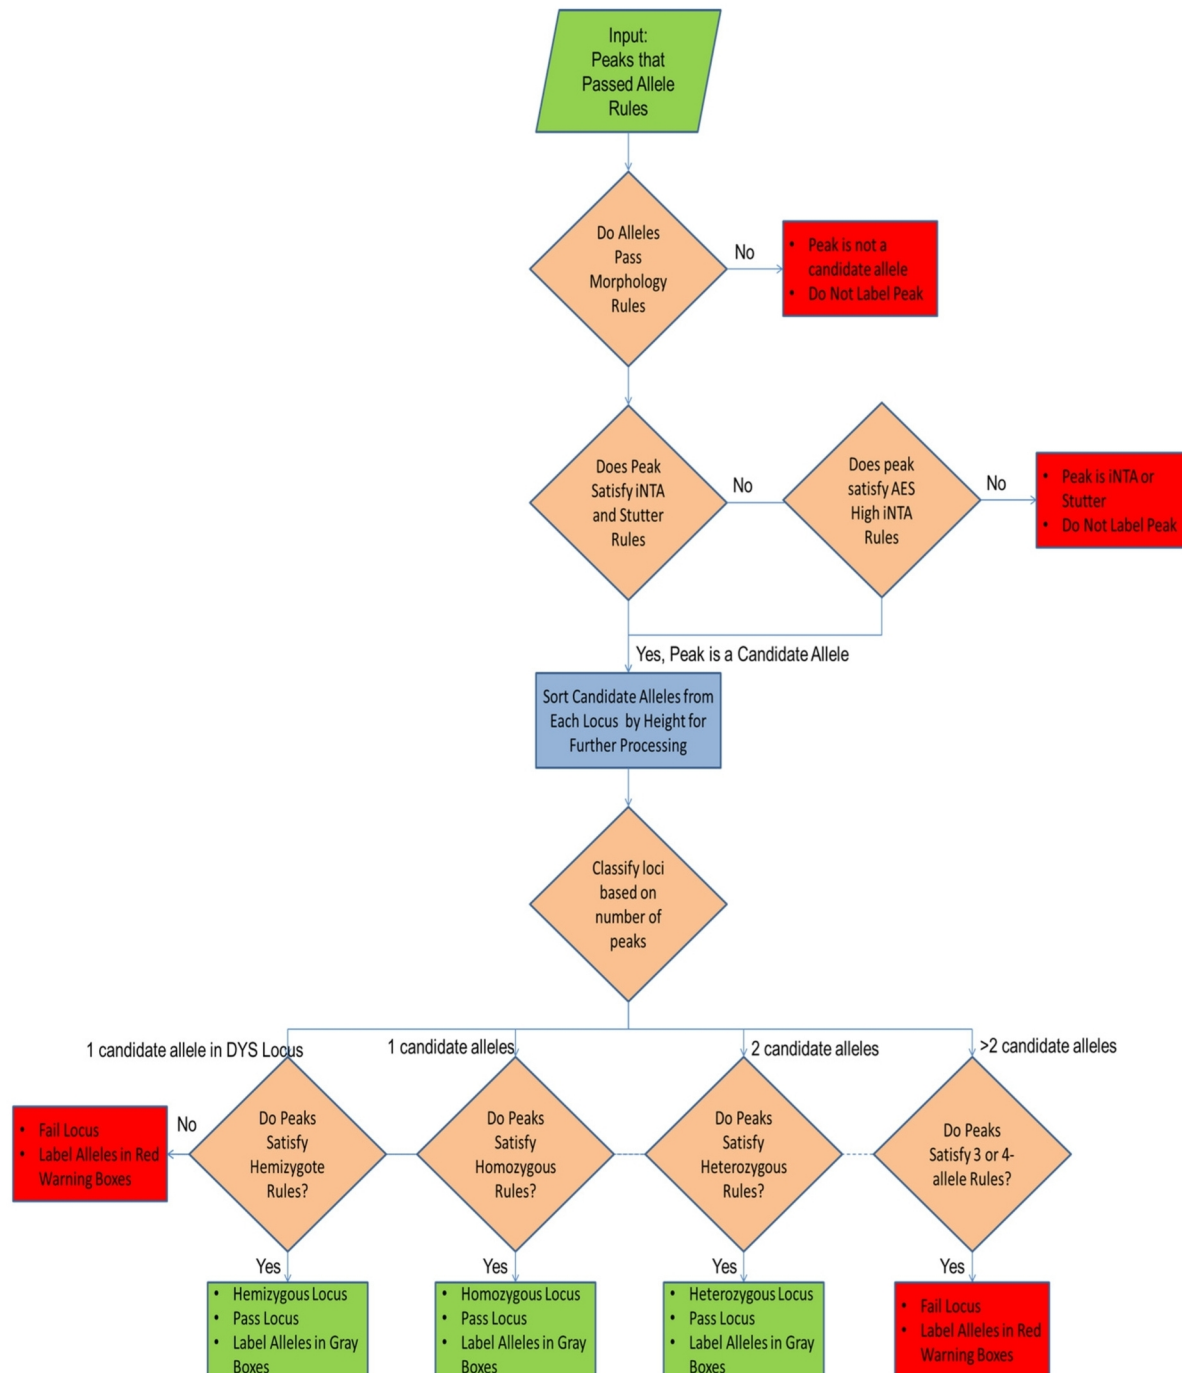 Input:
Peaks that
Passed Allele
Rules
Do Alleles
Pass
Morphology
Rules
No
• Peak is not a
candidate allele
• Do Not Label Peak
Does Peak
Satisfy iNTA
and Stutter
Rules
No
Does peak
satisfy AES
High iNTA
Rules
No
• Peak is iNTA or
Stutter
• Do Not Label Peak
Yes, Peak is a Candidate Allele
Sort Candidate Alleles from
Each Locus by Height for
Further Processing
Classify loci
based on
number of
peaks
1 candidate allele in DYS Locus
1 candidate alleles
2 candidate alleles
>2 candidate alleles
• Fail Locus
• Label Alleles in Red
Warning Boxes
No
Do Peaks
Satisfy
Hemizygote
Rules?
Do Peaks
Satisfy
Homozygous
Rules?
Do Peaks
Satisfy
Heterozygous
Rules?
Do Peaks
Satisfy 3 or 4-
allele Rules?
Yes
Yes
Yes
Yes
• Hemizygous Locus
• Pass Locus
• Label Alleles in Gray
Boxes
• Homozygous Locus
• Pass Locus
• Label Alleles in Gray
Boxes
• Heterozygous Locus
• Pass Locus
• Label Alleles in Gray
Boxes
• Fail Locus
• Label Alleles in Red
Warning Boxes